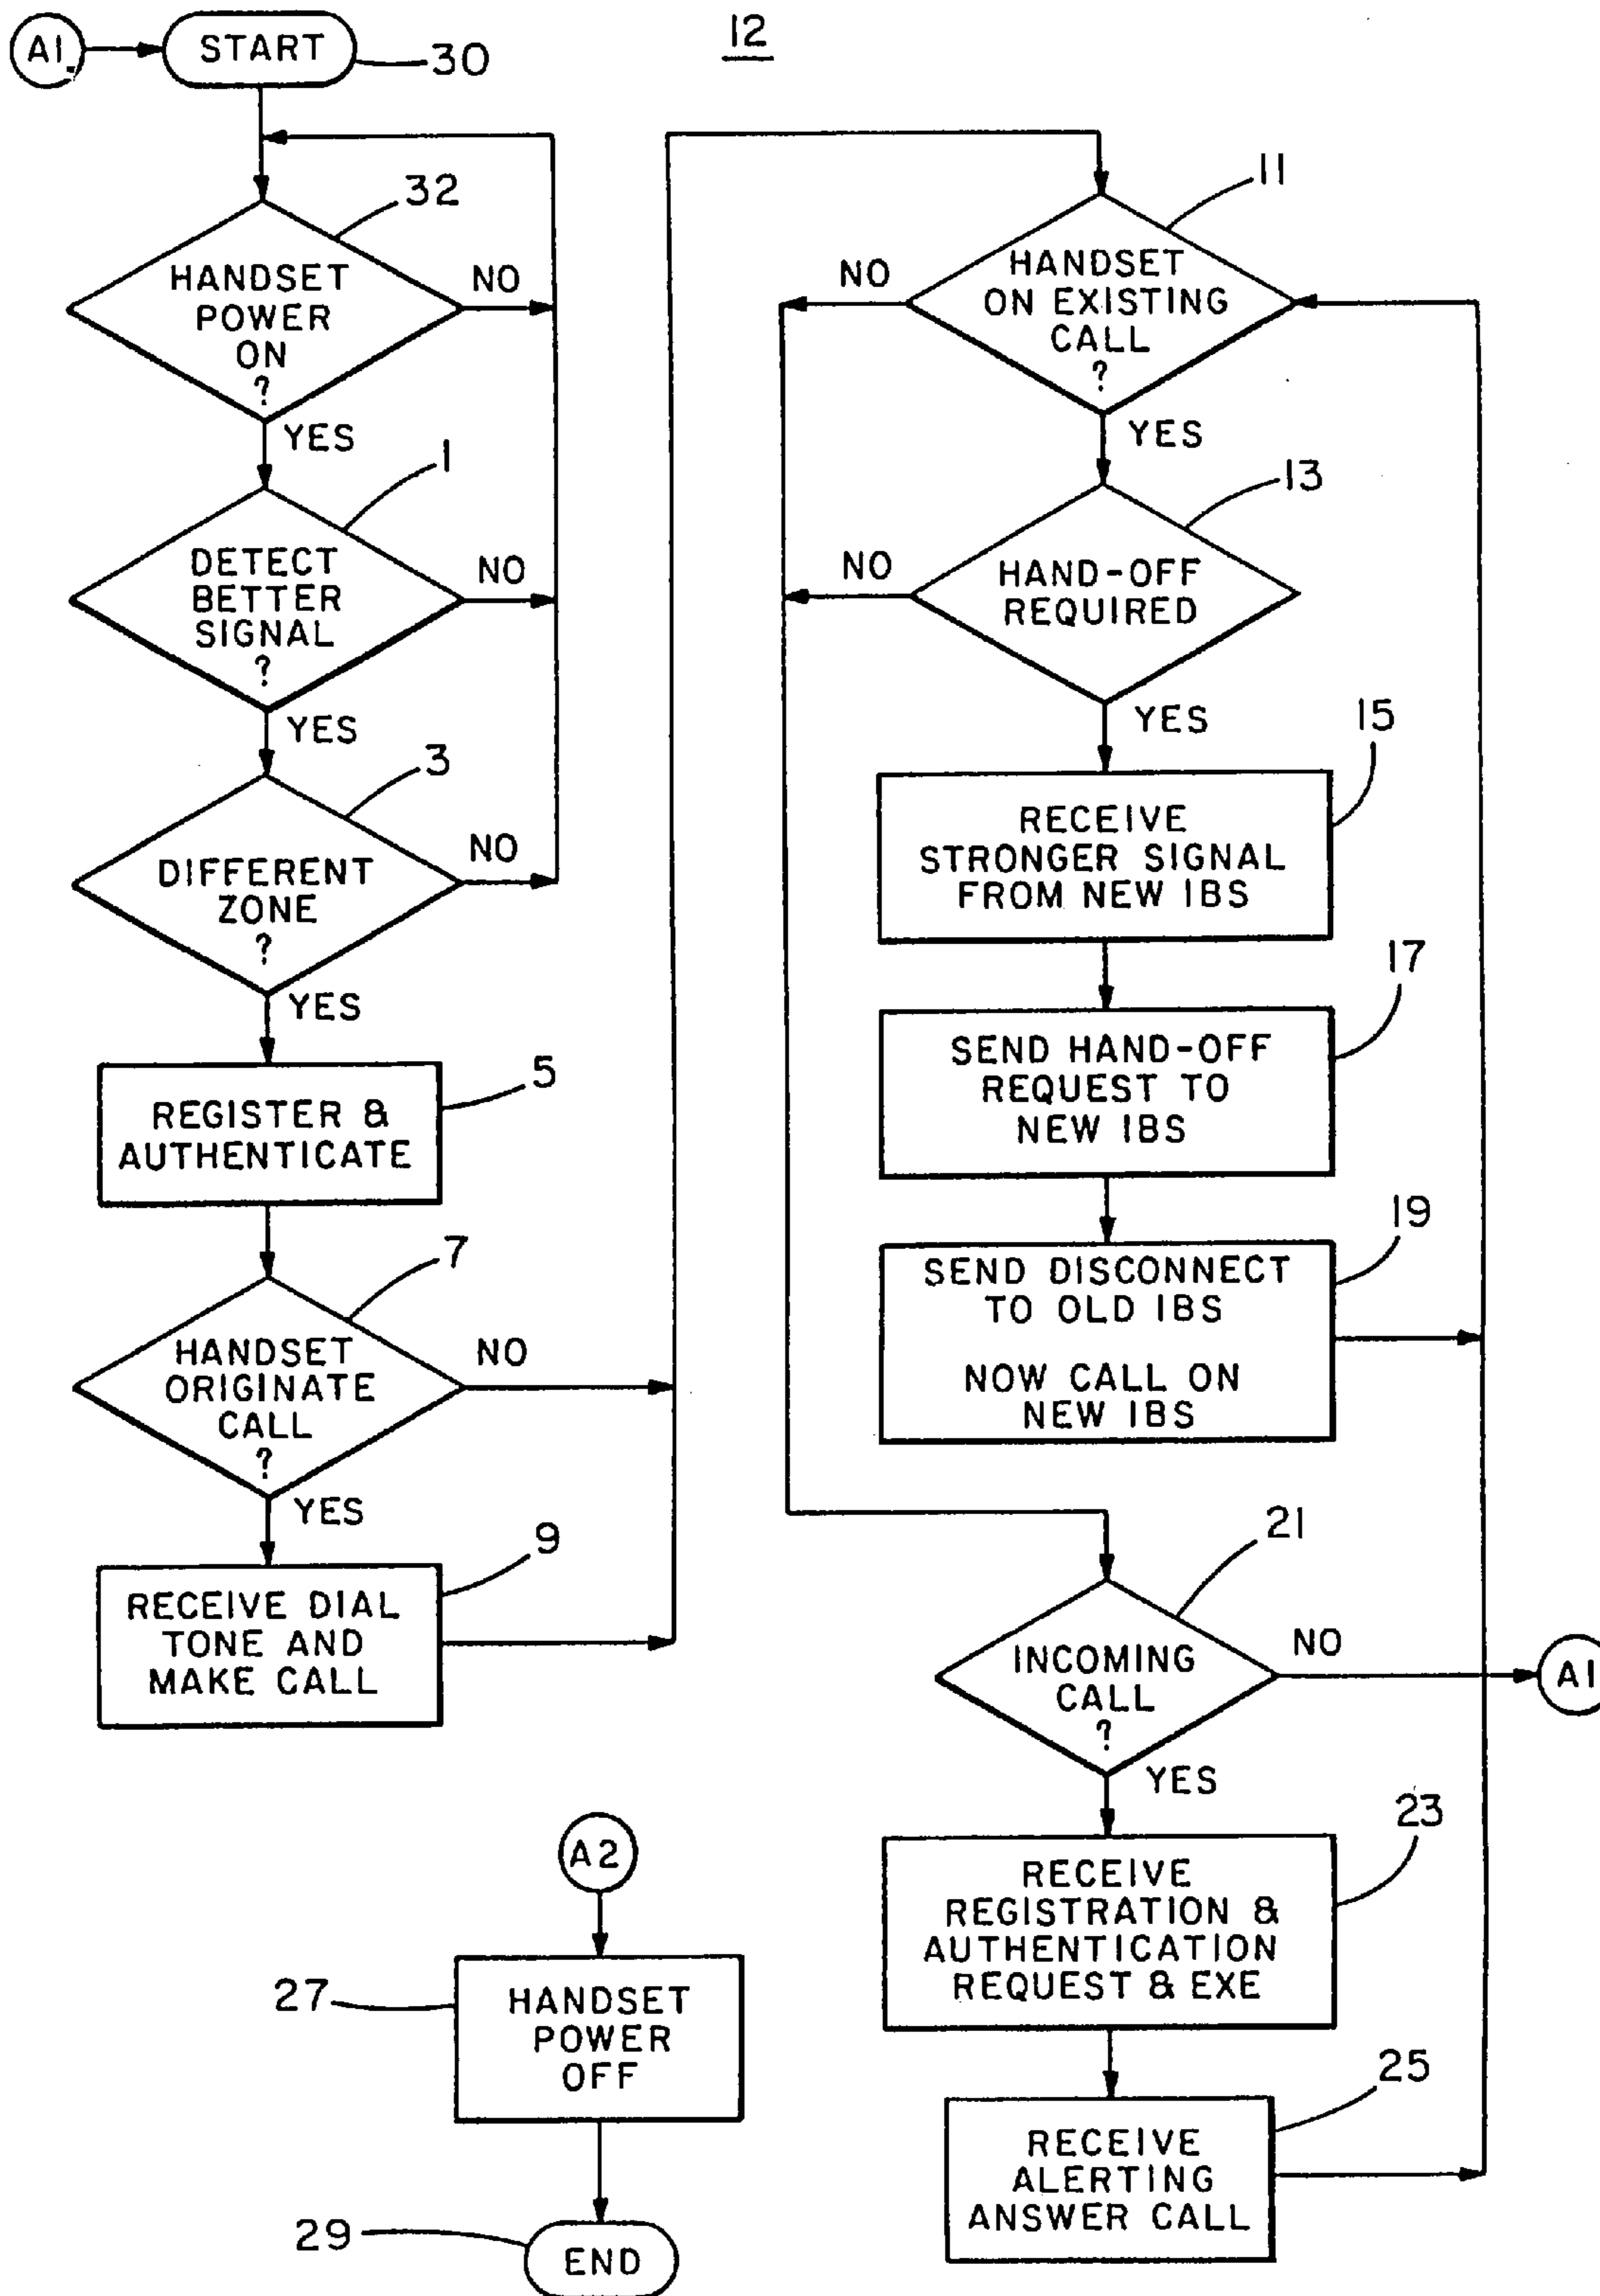 A1
START
30
12
32
HANDSET
POWER
ON
?
NO
YES
1
DETECT
BETTER
SIGNAL
?
NO
YES
3
DIFFERENT
ZONE
?
NO
YES
5
REGISTER &
AUTHENTICATE
7
HANDSET
ORIGINATE
CALL
?
NO
YES
9
RECEIVE DIAL
TONE AND
MAKE CALL
11
HANDSET
ON EXISTING
CALL
?
NO
YES
13
HAND-OFF
REQUIRED
NO
YES
15
RECEIVE
STRONGER SIGNAL
FROM NEW IBS
17
SEND HAND-OFF
REQUEST TO
NEW IBS
19
SEND DISCONNECT
TO OLD IBS
NOW CALL ON
NEW IBS
21
INCOMING
CALL
?
NO
A1
YES
23
RECEIVE
REGISTRATION &
AUTHENTICATION
REQUEST & EXE
25
RECEIVE
ALERTING
ANSWER CALL
A2
27
HANDSET
POWER
OFF
29
END